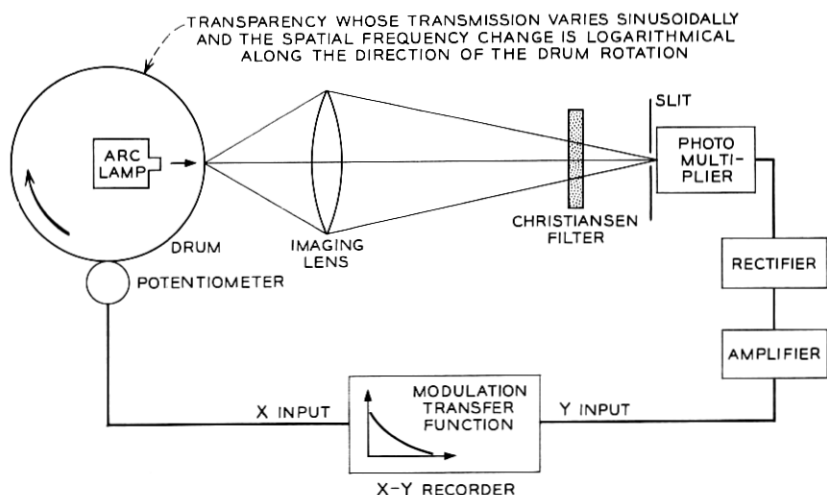 TRANSPARENCY WHOSE TRANSMISSION VARIES SINUSOIDALLY
AND THE SPATIAL FREQUENCY CHANGE IS LOGARITHMICAL
ALONG THE DIRECTION OF THE DRUM ROTATION
SLIT
ARC
LAMP
PHOTO
MULTI-
PLIER
DRUM
IMAGING
LENS
CHRISTIANSEN
FILTER
POTENTIOMETER
RECTIFIER
AMPLIFIER
X INPUT
MODULATION
TRANSFER
FUNCTION
Y INPUT
X-Y RECORDER